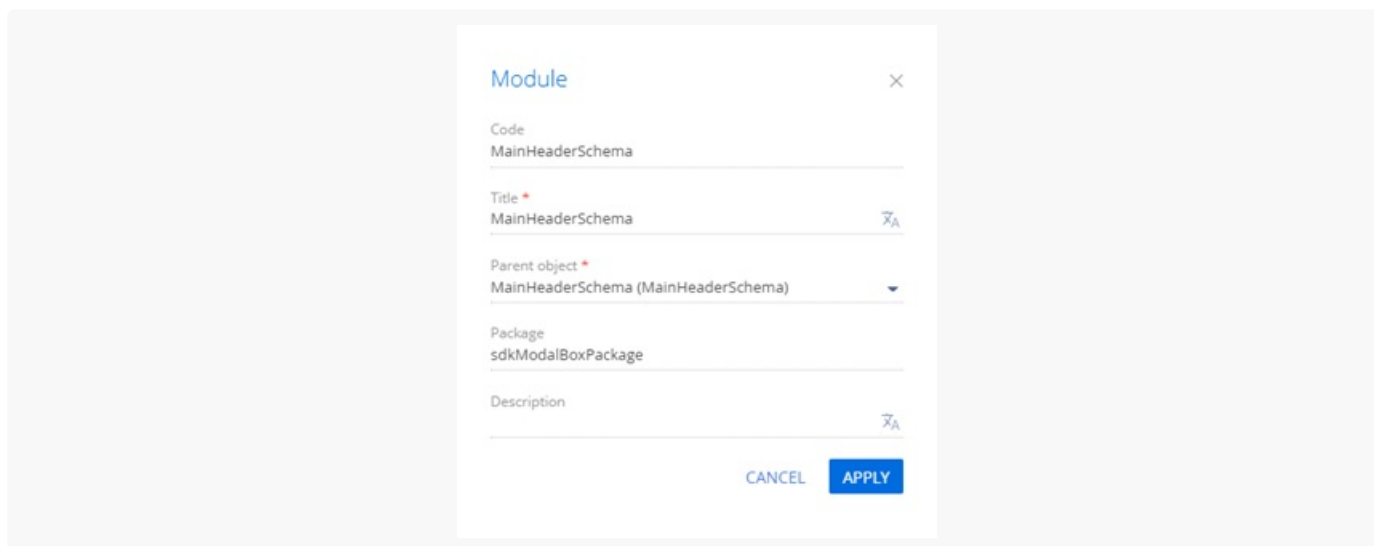 Module
Code
MainHeaderSchema
Title *
MainHeaderSchema
Parent object *
MainHeaderSchema (MainHeaderSchema)
Package
sdkModalBoxPackage
Description
CANCEL APPLY